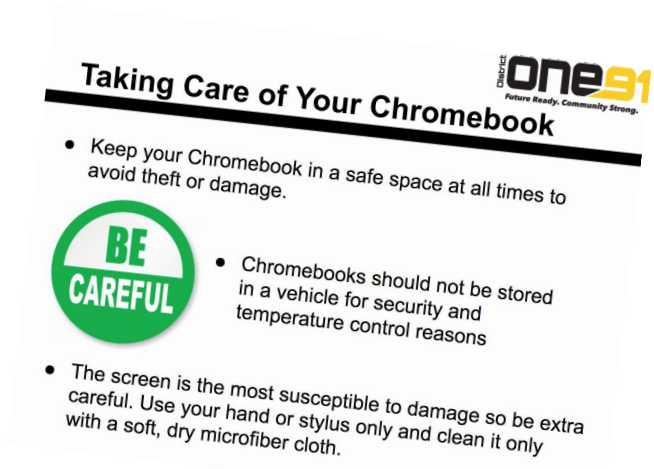 District
one91
Future Ready. Community Strong.
Taking Care of Your Chromebook
● Keep your Chromebook in a safe space at all times to
avoid theft or damage.
BE
CAREFUL
● Chromebooks should not be stored
in a vehicle for security and
temperature control reasons
● The screen is the most susceptible to damage so be extra
careful. Use your hand or stylus only and clean it only
with a soft, dry microfiber cloth.